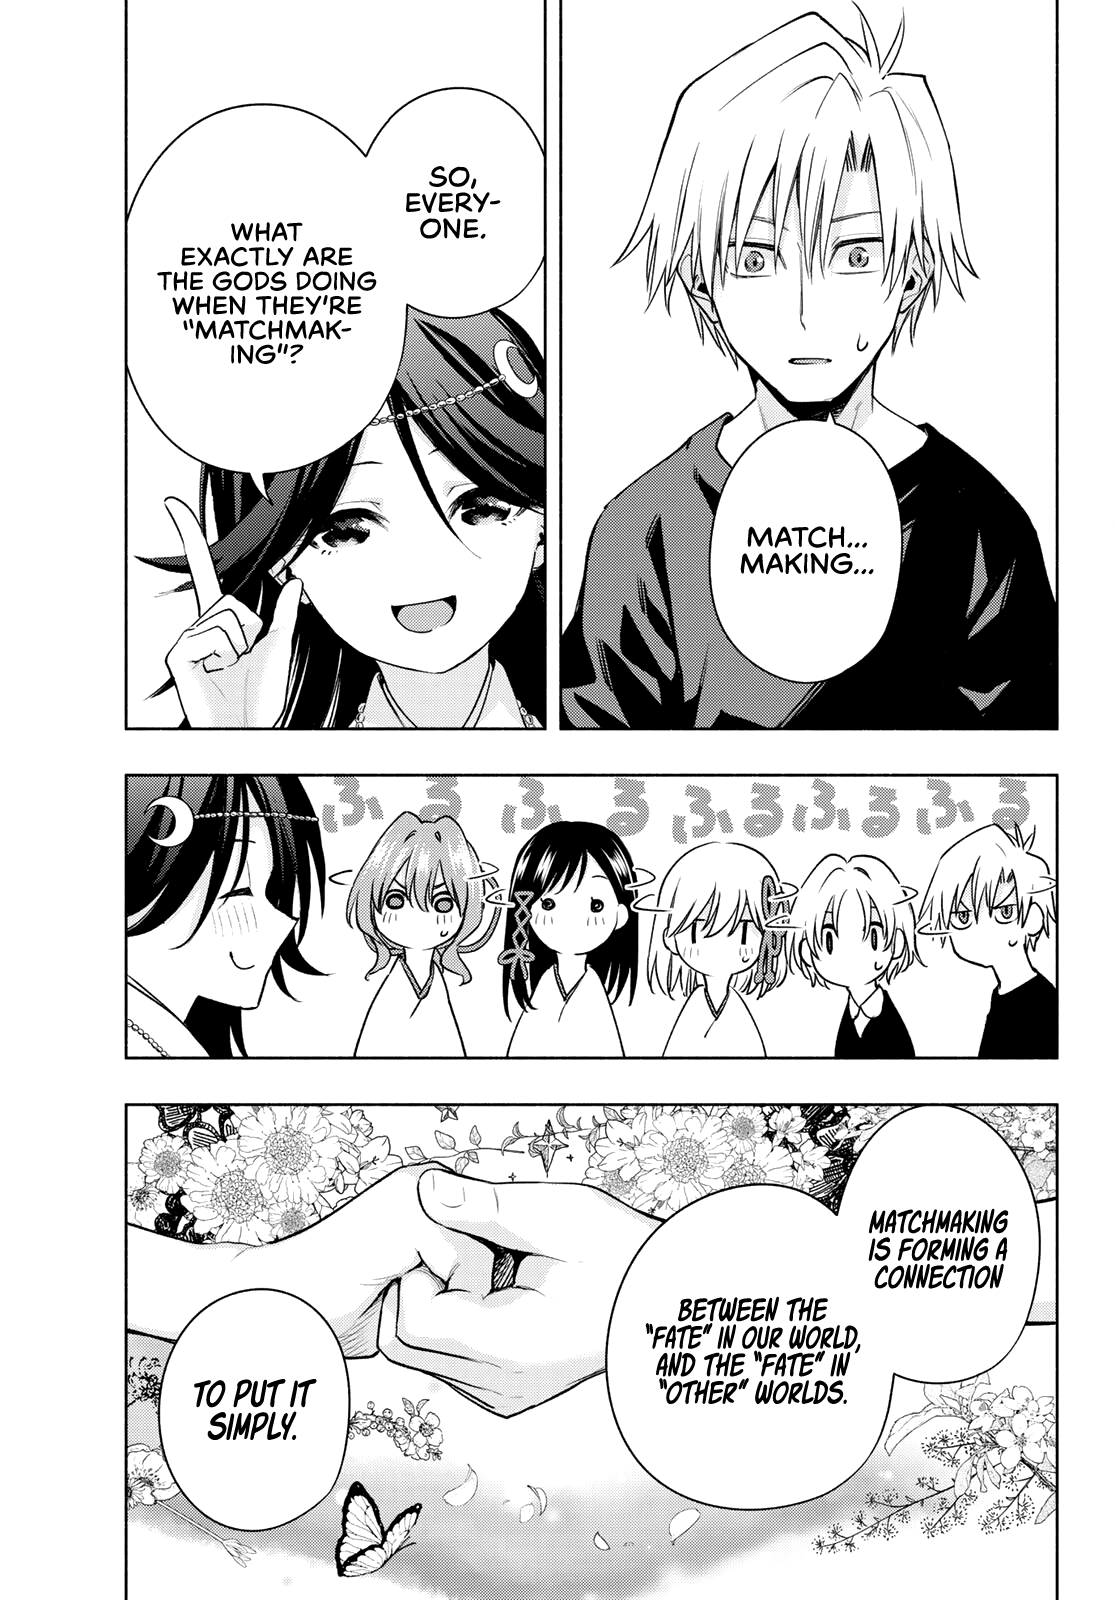 MATCH...
MAKING...
SO,
EVERY-
ONE.
WHAT
EXACTLY ARE
THE GODS DOING
WHEN THEY'RE
"MATCHMAK-
ING"?
ふる ふる ふる ふる ふる
MATCHMAKING
IS FORMING A
CONNECTION
BETWEEN THE
"FATE" IN OUR WORLD,
AND THE "FATE" IN
"OTHER" WORLDS.
TO PUT IT
SIMPLY.